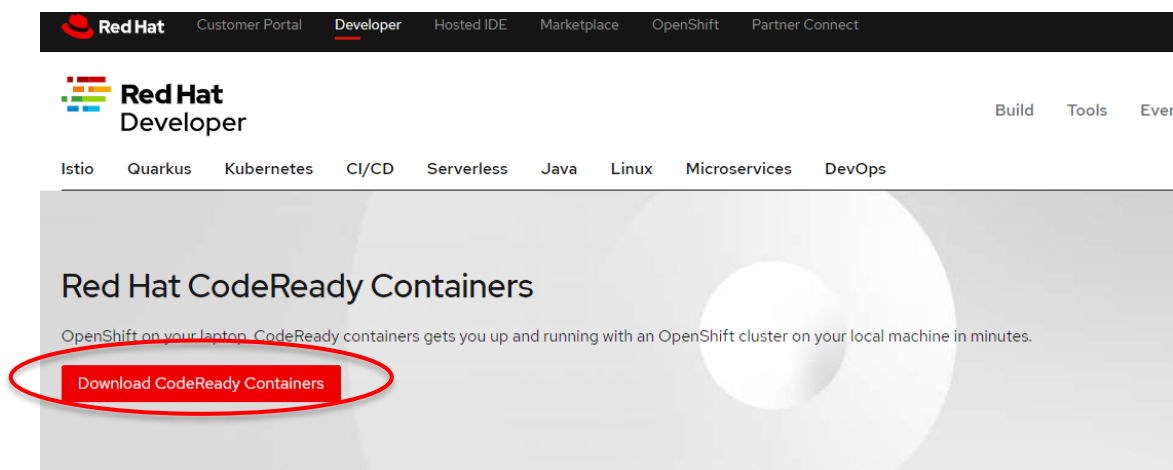 Red Hat Customer Portal Developer Hosted IDE Marketplace OpenShift Partner Connect
Red Hat
Developer
Build Tools
Istio Quarkus Kubernetes CI/CD Serverless Java Linux Microservices DevOps
Red Hat CodeReady Containers
OpenShift on your laptop. CodeReady containers gets you up and running with an OpenShift cluster on your local machine in minutes.
Download CodeReady Containers